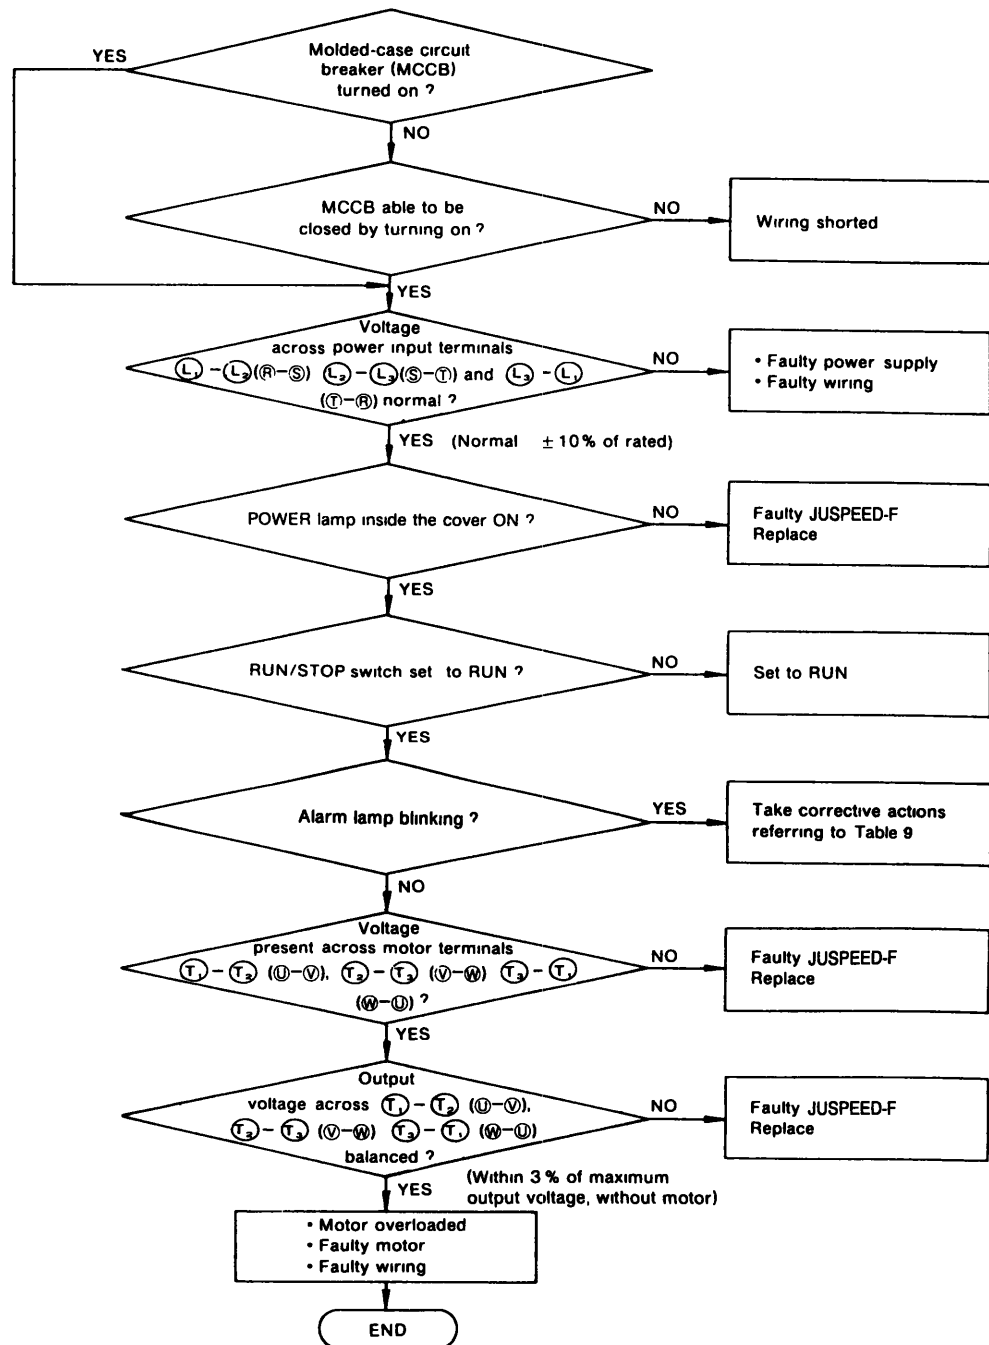 Molded-case circuit
breaker (MCCB)
turned on ?
YES
NO
MCCB able to be
closed by turning on ?
NO
Wiring shorted
YES
Voltage
across power input terminals
L₁ – L₂ (R–S) L₂ – L₃ (S–T) and L₃ – L₁
(T–R) normal ?
NO
• Faulty power supply
• Faulty wiring
YES (Normal ± 10% of rated)
POWER lamp inside the cover ON ?
NO
Faulty JUSPEED-F
Replace
YES
RUN/STOP switch set to RUN ?
NO
Set to RUN
YES
Alarm lamp blinking ?
YES
Take corrective actions
referring to Table 9
NO
Voltage
present across motor terminals
T₁ – T₂ (U–V), T₂ – T₃ (V–W) T₃ – T₁
(W–U) ?
NO
Faulty JUSPEED-F
Replace
YES
Output
voltage across T₁ – T₂ (U–V),
T₂ – T₃ (V–W) T₃ – T₁ (W–U)
balanced ?
NO
Faulty JUSPEED-F
Replace
YES
(Within 3% of maximum
output voltage, without motor)
• Motor overloaded
• Faulty motor
• Faulty wiring
END